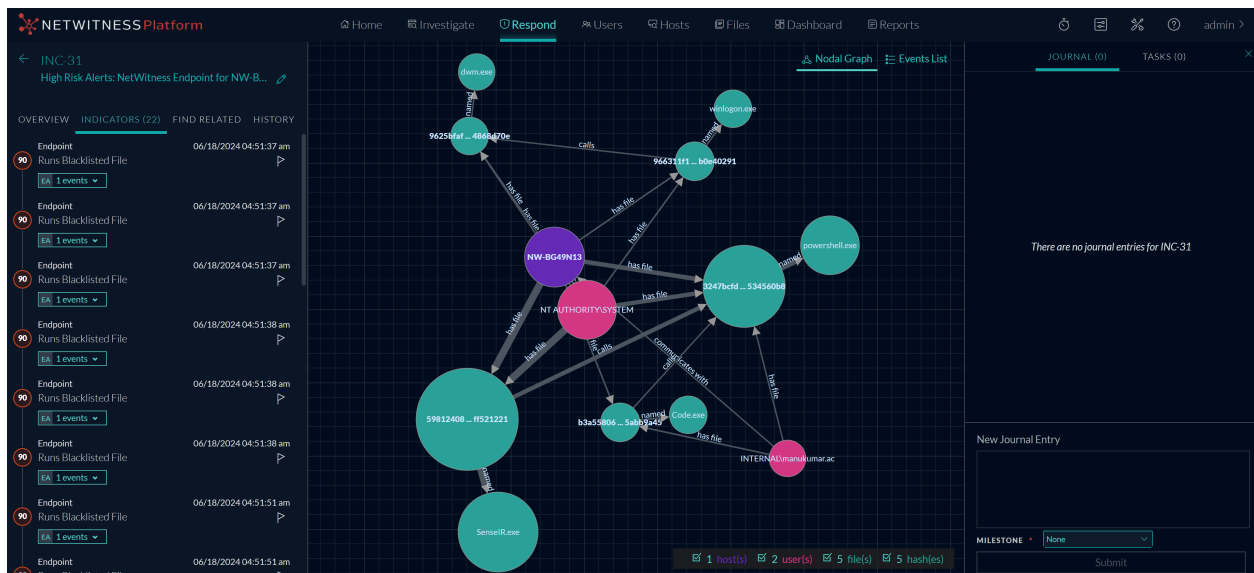 NETWITNESS Platform
Home
Investigate
Respond
Users
Hosts
Files
Dashboard
Reports
admin
INC-31
High Risk Alerts: NetWitness Endpoint for NW-B...
OVERVIEW
INDICATORS (22)
FIND RELATED
HISTORY
Endpoint 06/18/2024 04:51:37 am
90 Runs Blacklisted File
EA 1 events
Endpoint 06/18/2024 04:51:37 am
90 Runs Blacklisted File
EA 1 events
Endpoint 06/18/2024 04:51:37 am
90 Runs Blacklisted File
EA 1 events
Endpoint 06/18/2024 04:51:38 am
90 Runs Blacklisted File
EA 1 events
Endpoint 06/18/2024 04:51:38 am
90 Runs Blacklisted File
EA 1 events
Endpoint 06/18/2024 04:51:38 am
90 Runs Blacklisted File
EA 1 events
Endpoint 06/18/2024 04:51:51 am
90 Runs Blacklisted File
EA 1 events
Endpoint 06/18/2024 04:51:51 am
90 Runs Blacklisted File
Nodal Graph
Events List
dwm.exe
named
9625bfaf ... 4868d70e
calls
winlogon.exe
named
966311f1 ... b0e40291
has file
has file
has file
has file
NW-BG49N13
has file
powershell.exe
named
3247bcfd ... 534560b8
has file
NT AUTHORITY\SYSTEM
has file
has file
file
calls
communicates with
calls
has file
59812408 ... ff521221
b3a55806 ... 5abb9a45
named
Code.exe
has file
INTERNAL\manukumar.ac
named
SenseIR.exe
1 host(s)
2 user(s)
5 file(s)
5 hash(es)
JOURNAL (0)
TASKS (0)
There are no journal entries for INC-31
New Journal Entry
MILESTONE * None
Submit